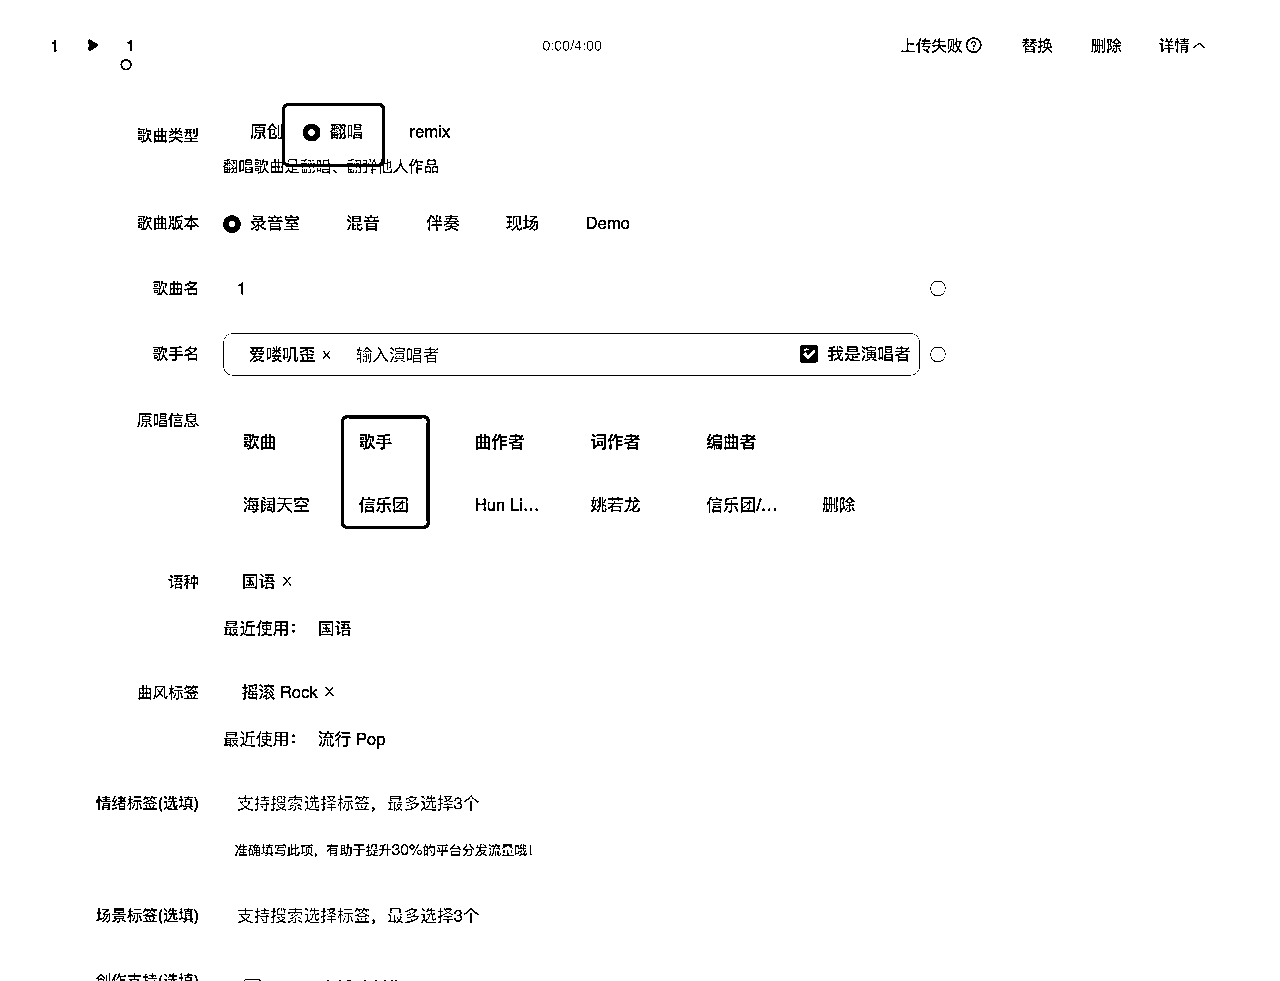 1 1 0:00/4:00 上传失败 替换 删除 详情
歌曲类型 原创 翻唱 remix
翻唱歌曲是翻唱、翻弹他人作品
歌曲版本 录音室 混音 伴奏 现场 Demo
歌曲名 1
歌手名 爱喽叽歪 × 输入演唱者 我是演唱者
原唱信息
歌曲 歌手 曲作者 词作者 编曲者
海阔天空 信乐团 Hun Li... 姚若龙 信乐团/... 删除
语种 国语 ×
最近使用： 国语
曲风标签 摇滚 Rock ×
最近使用： 流行 Pop
情绪标签(选填) 支持搜索选择标签，最多选择3个
准确填写此项，有助于提升30%的平台分发流量哦!
场景标签(选填) 支持搜索选择标签，最多选择3个
创作支持(选填)